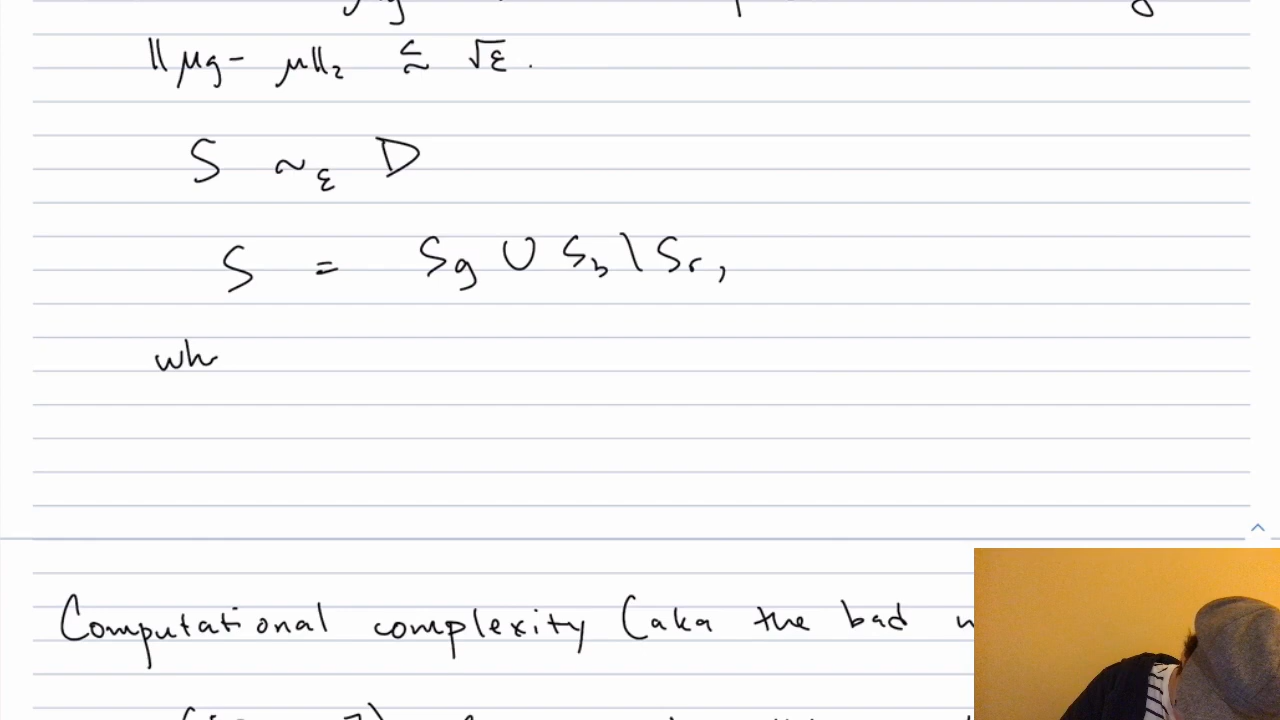 ‖μg - μ‖₂ ≲ √ε.
S ~ε D
S = Sg ∪ Sb \ Sr,
wh
Computational complexity (aka the bad